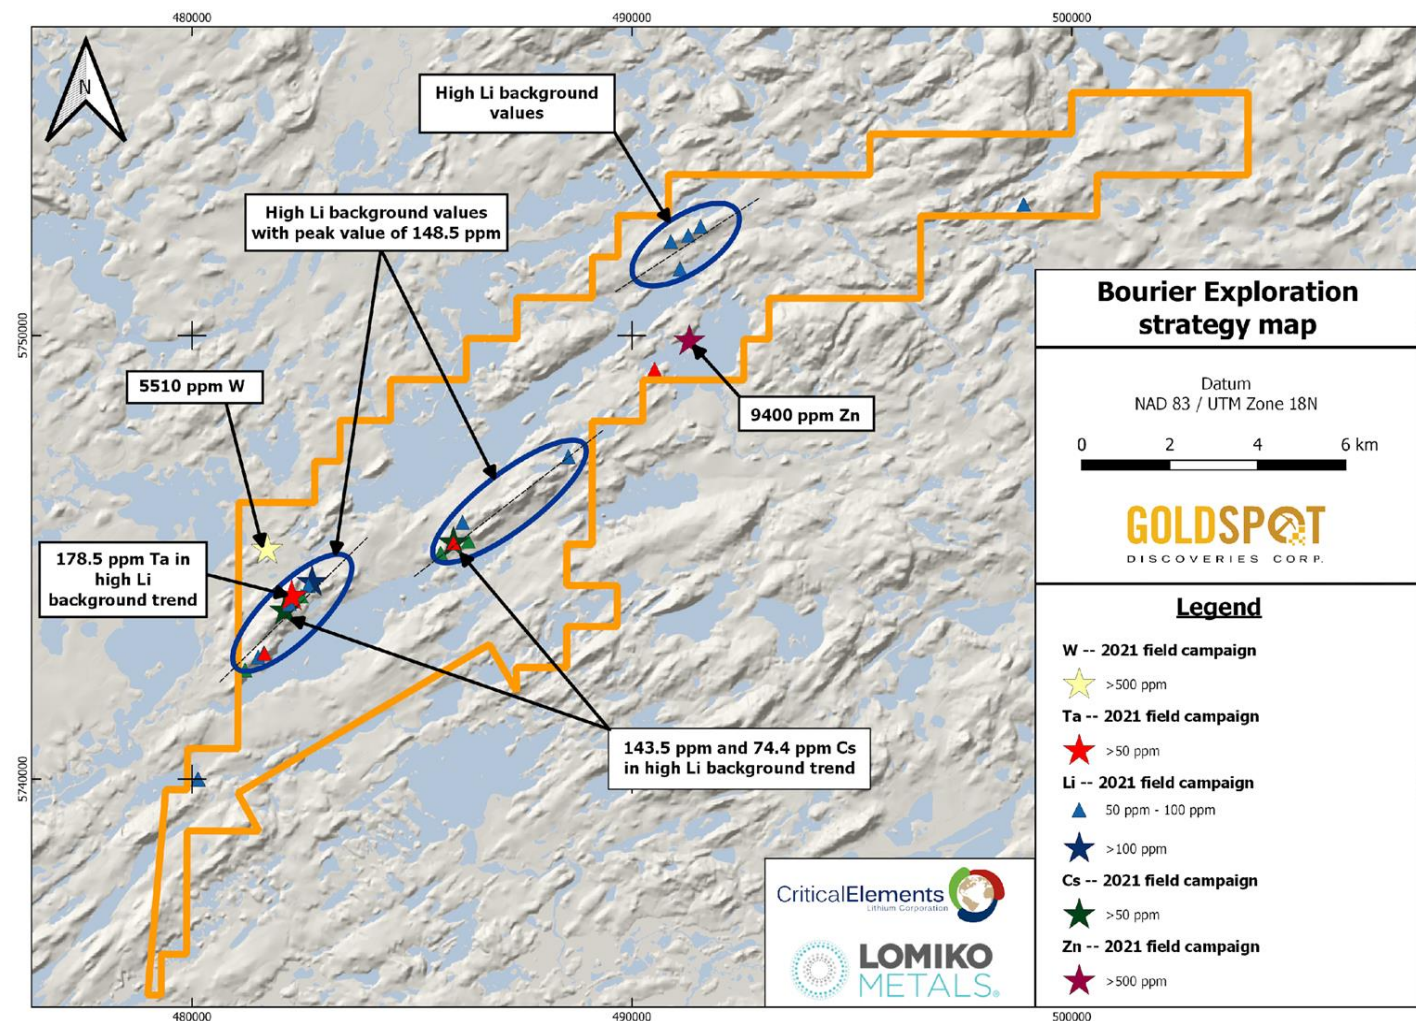 480000
490000
500000
N
High Li background
values
High Li background values
with peak value of 148.5 ppm
5750000
5510 ppm W
9400 ppm Zn
178.5 ppm Ta in
high Li
background trend
143.5 ppm and 74.4 ppm Cs
in high Li background trend
5740000
Bourier Exploration
strategy map
Datum
NAD 83 / UTM Zone 18N
0 2 4 6 km
GOLDSPOT
DISCOVERIES CORP.
Legend
W -- 2021 field campaign
>500 ppm
Ta -- 2021 field campaign
>50 ppm
Li -- 2021 field campaign
50 ppm - 100 ppm
>100 ppm
Cs -- 2021 field campaign
>50 ppm
Zn -- 2021 field campaign
>500 ppm
CriticalElements
Lithium Corporation
LOMIKO
METALS®
480000
490000
500000